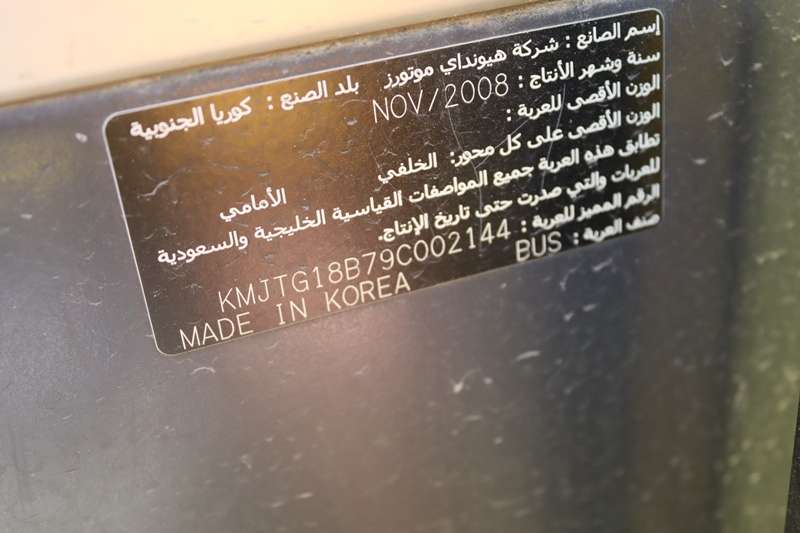 إسم الصانع : شركة هيونداي موتورز بلد الصنع : كوريا الجنوبية
سنة وشهر الأنتاج : NOV/2008
الوزن الأقصى للعربة :
الوزن الأقصى على كل محور: الخلفي الأمامي
تطابق هذه العربة جميع المواصفات القياسية الخليجية والسعودية
للعربات والتي صدرت حتى تاريخ الإنتاج.
الرقم المميز للعربة : KMJTG18B79C002144
صنف العربة : BUS
MADE IN KOREA